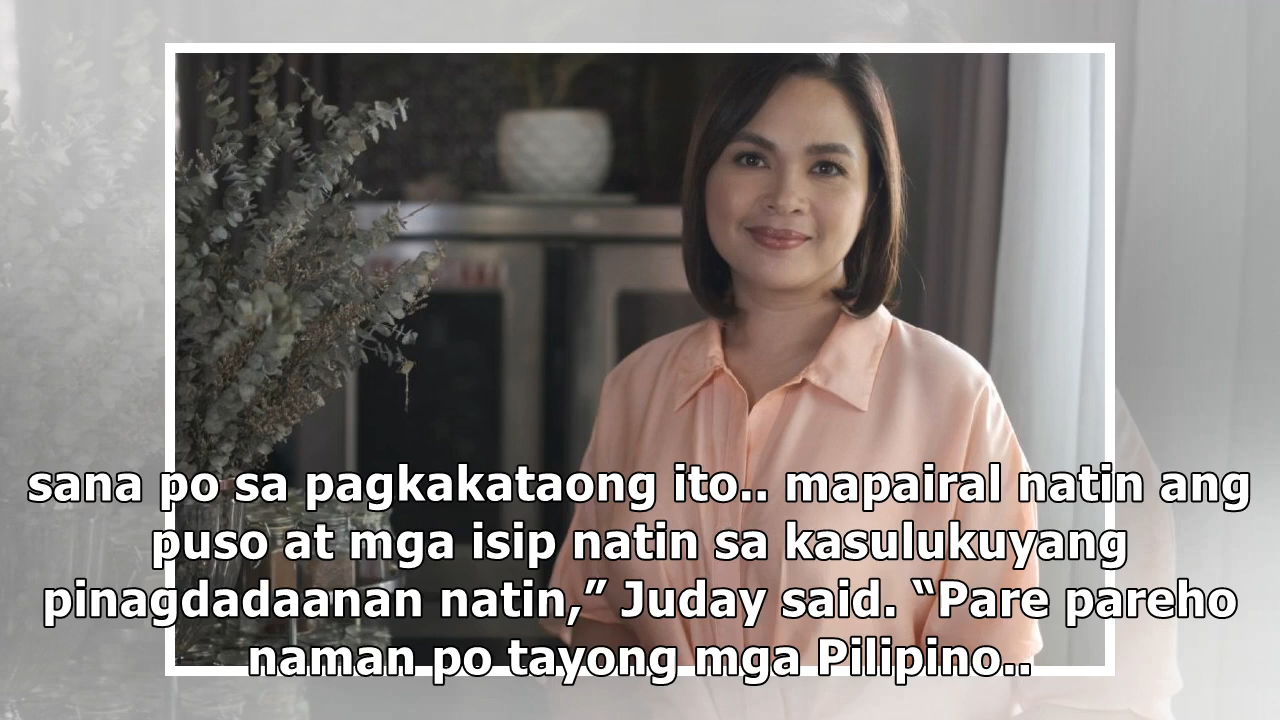 sana po sa pagkakataong ito.. mapairal natin ang
puso at mga isip natin sa kasulukuyang
pinagdadaanan natin,” Juday said. “Pare pareho
naman po tayong mga Pilipino..